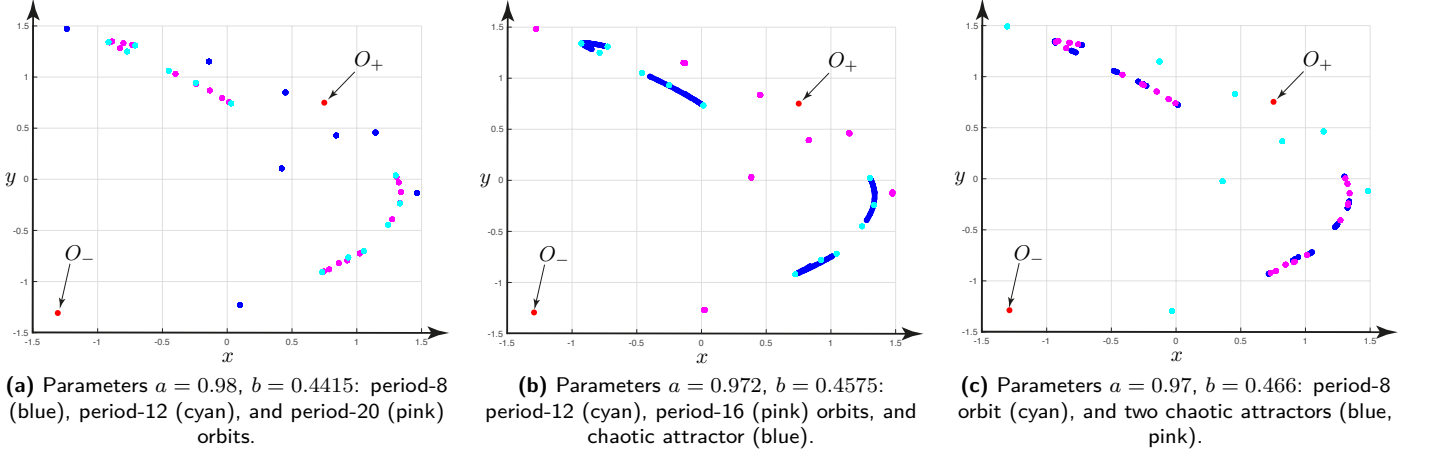 1.5
1
0.5
0
-0.5
-1
-1.5
y
O₊
O₋
-1.5 -1 -0.5 0 0.5 1 1.5
x
(a) Parameters a = 0.98, b = 0.4415: period-8
(blue), period-12 (cyan), and period-20 (pink)
orbits.
1.5
1
0.5
0
-0.5
-1
-1.5
y
O₊
O₋
-1.5 -1 -0.5 0 0.5 1 1.5
x
(b) Parameters a = 0.972, b = 0.4575:
period-12 (cyan), period-16 (pink) orbits, and
chaotic attractor (blue).
1.5
1
0.5
0
-0.5
-1
-1.5
y
O₊
O₋
-1.5 -1 -0.5 0 0.5 1 1.5
x
(c) Parameters a = 0.97, b = 0.466: period-8
orbit (cyan), and two chaotic attractors (blue,
pink).